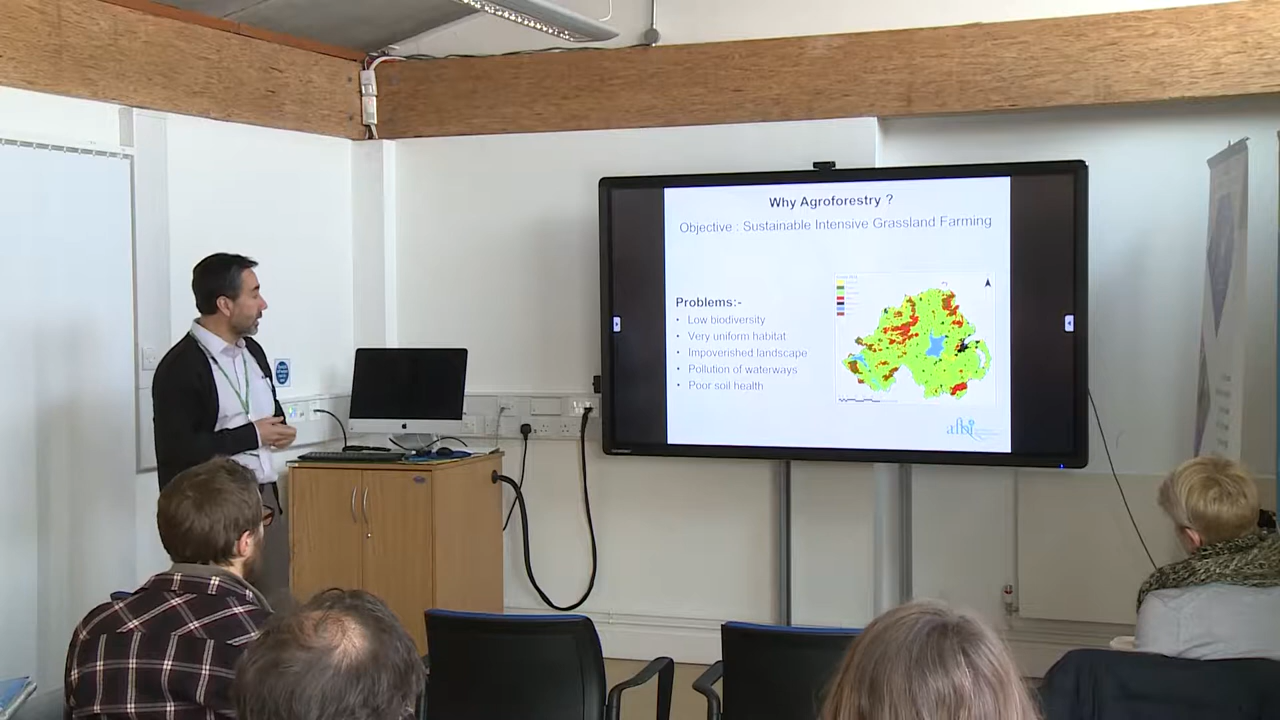 Why Agroforestry ?
Objective : Sustainable Intensive Grassland Farming
Problems:-
• Low biodiversity
• Very uniform habitat
• Impoverished landscape
• Pollution of waterways
• Poor soil health
afbi